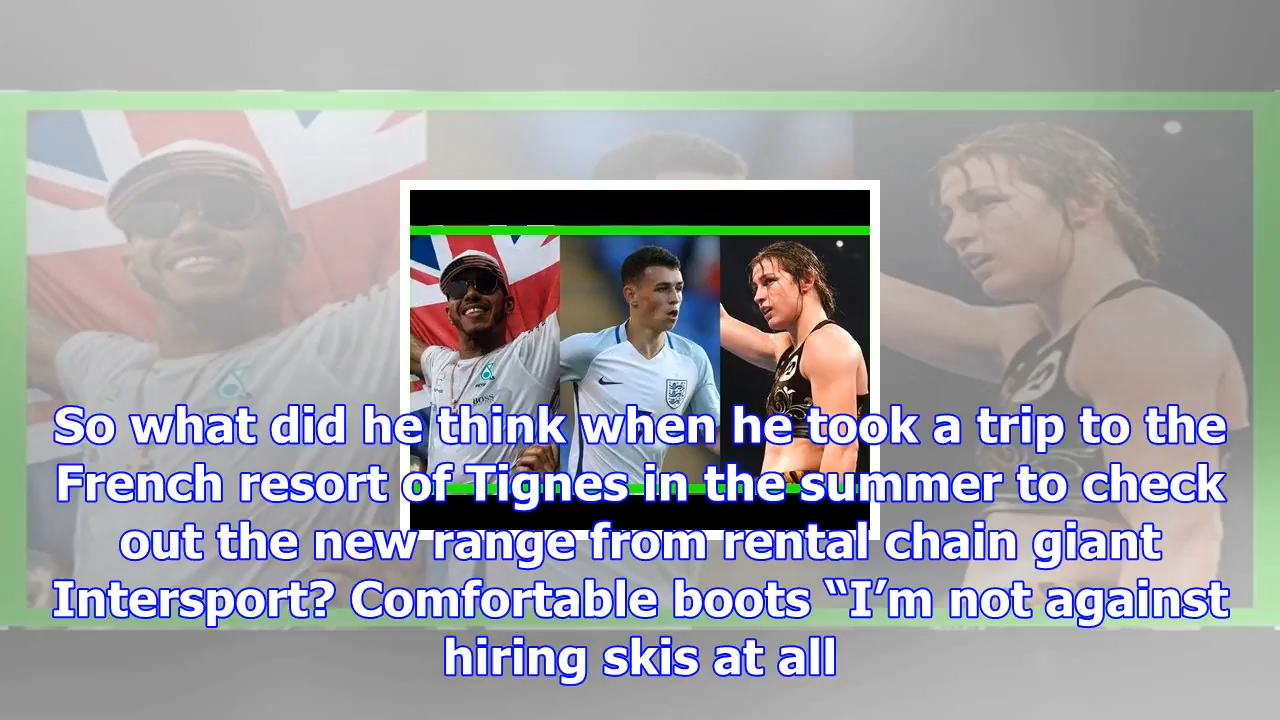 BOSS
So what did he think when he took a trip to the
French resort of Tignes in the summer to check
out the new range from rental chain giant
Intersport? Comfortable boots “I’m not against
hiring skis at all